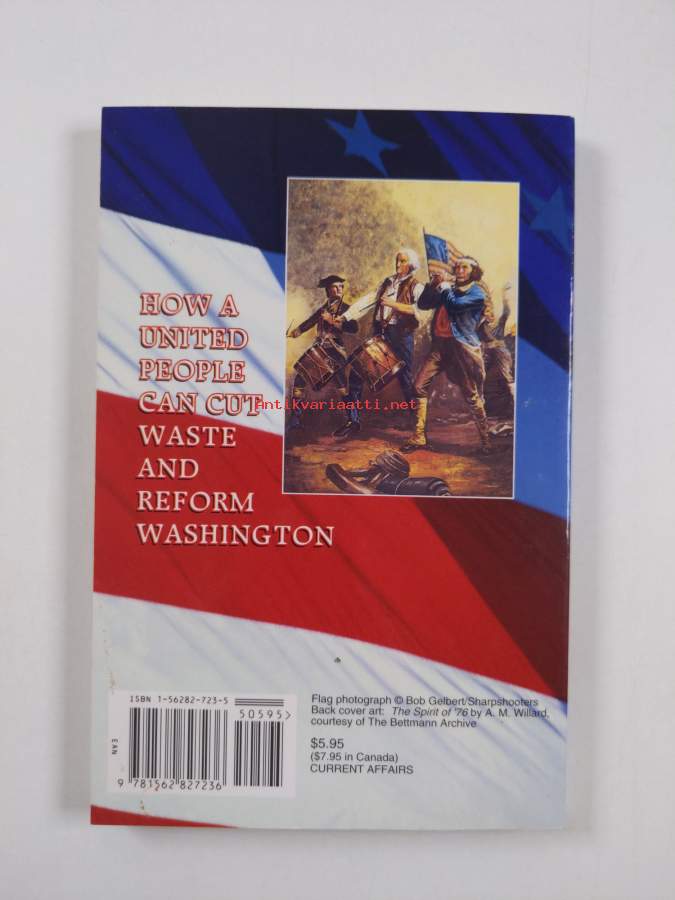 HOW A
UNITED
PEOPLE
CAN CUT
WASTE
AND
REFORM
WASHINGTON
Antikvariaatti.net
ISBN 1-56282-723-5
50595>
EAN
9 781562 827236
Flag photograph © Bob Gelbert/Sharpshooters
Back cover art: The Spirit of '76 by A. M. Willard,
courtesy of The Bettmann Archive
$5.95
($7.95 in Canada)
CURRENT AFFAIRS